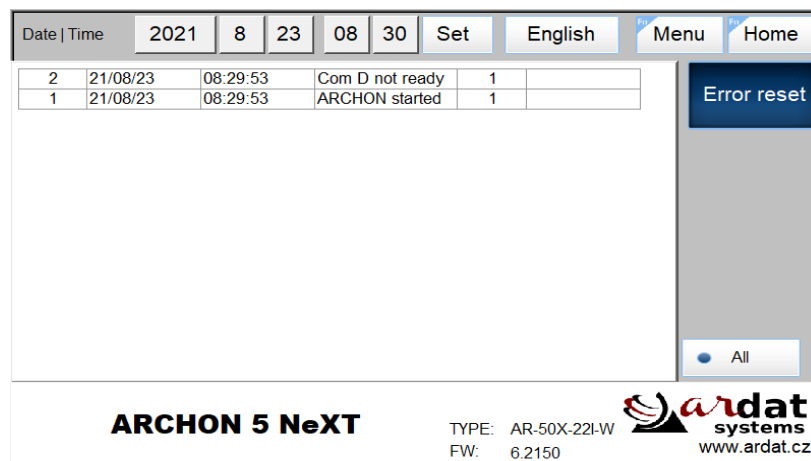 Date | Time 2021 8 23 08 30 Set English Fn Menu Fn Home
2 21/08/23 08:29:53 Com D not ready 1
1 21/08/23 08:29:53 ARCHON started 1
Error reset
All
ARCHON 5 NeXT
TYPE: AR-50X-22I-W
FW: 6.2150
ardat
systems
www.ardat.cz